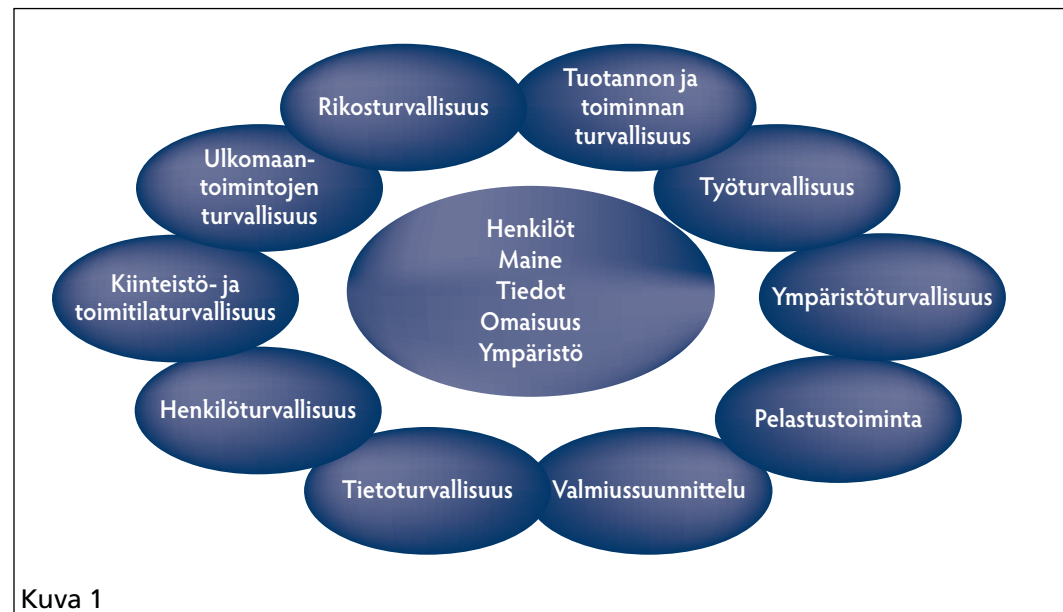 Rikosturvallisuus
Tuotannon ja
toiminnan
turvallisuus
Ulkomaan-
toimintojen
turvallisuus
Työturvallisuus
Henkilöt
Maine
Tiedot
Omaisuus
Ympäristö
Kiinteistö- ja
toimitilaturvallisuus
Ympäristöturvallisuus
Henkilöturvallisuus
Pelastustoiminta
Tietoturvallisuus
Valmiussuunnittelu
Kuva 1